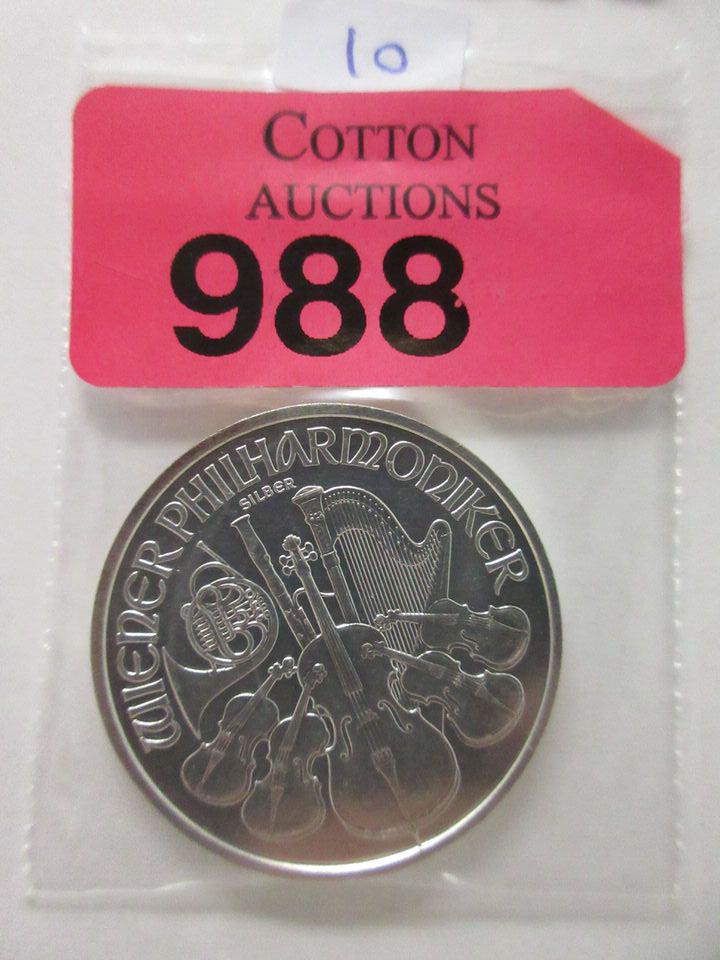 10
COTTON
AUCTIONS
988
WIENER PHILHARMONIKER
SILBER